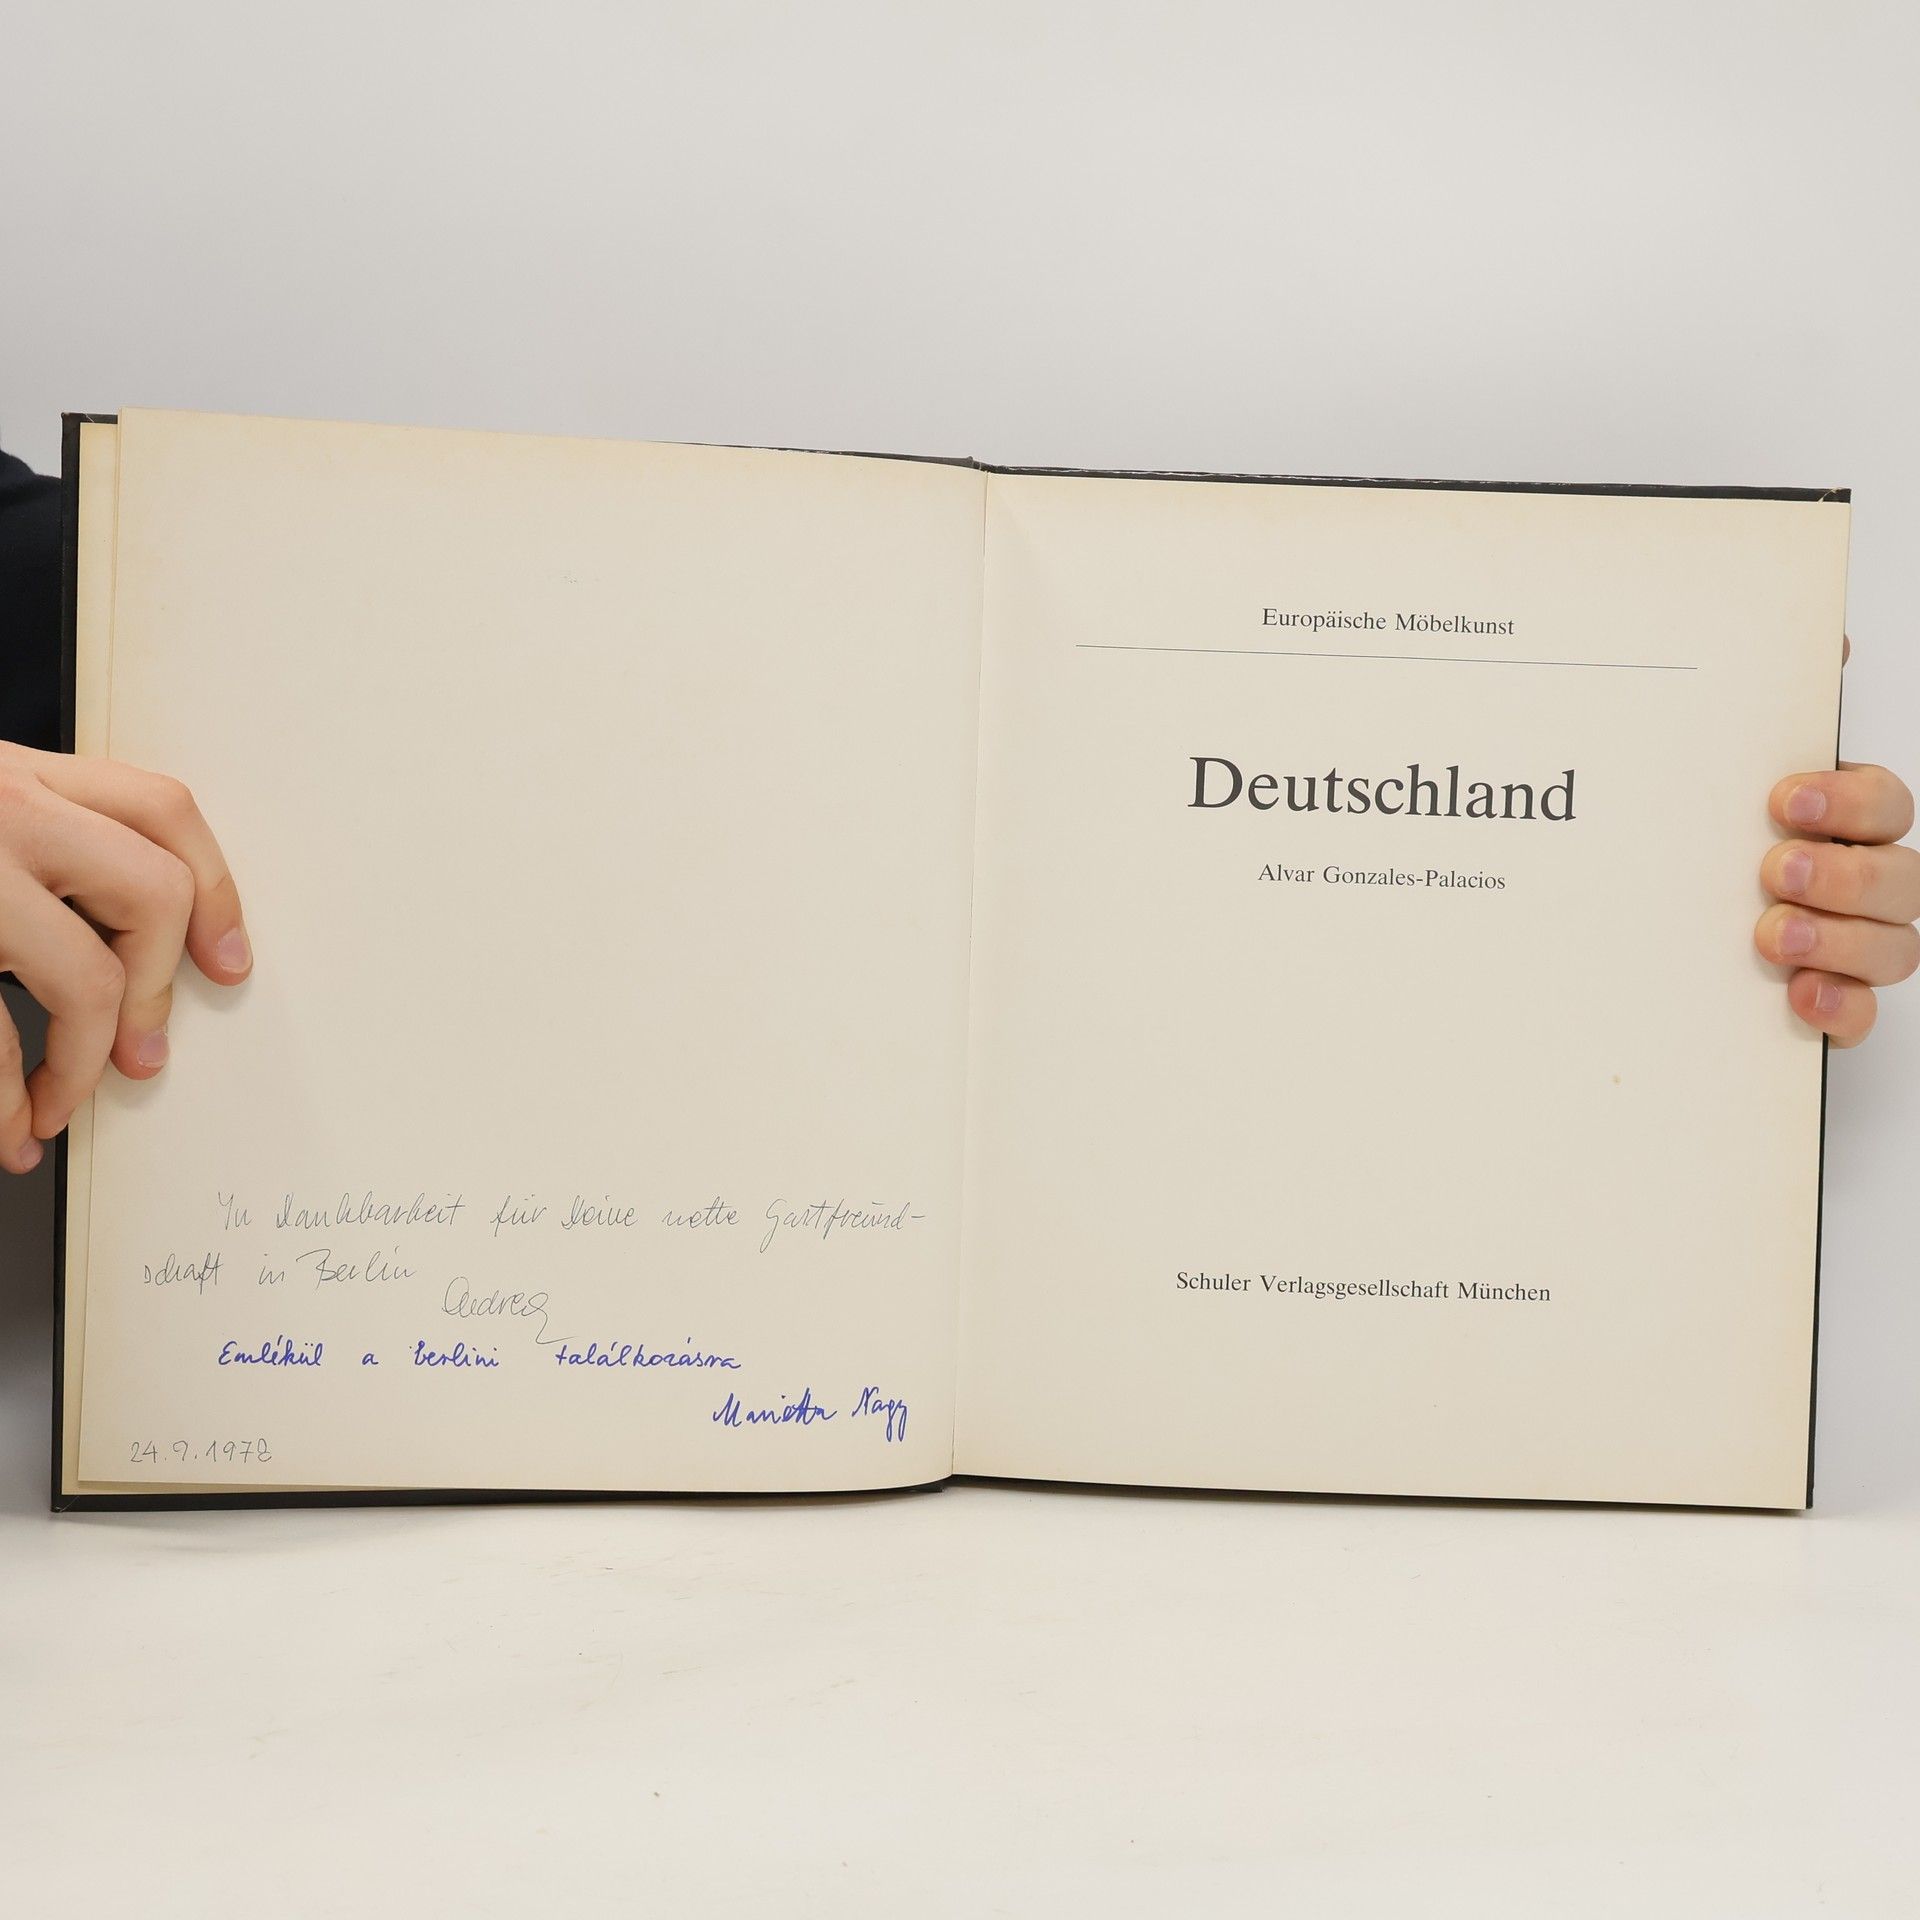 In Dankbarkeit für Deine nette Gastfreund-
schaft in Berlin
Andrea
Emlékül a berlini találkozásra
Marietta Nagy
24.9.1978
Europäische Möbelkunst
Deutschland
Alvar Gonzales-Palacios
Schuler Verlagsgesellschaft München